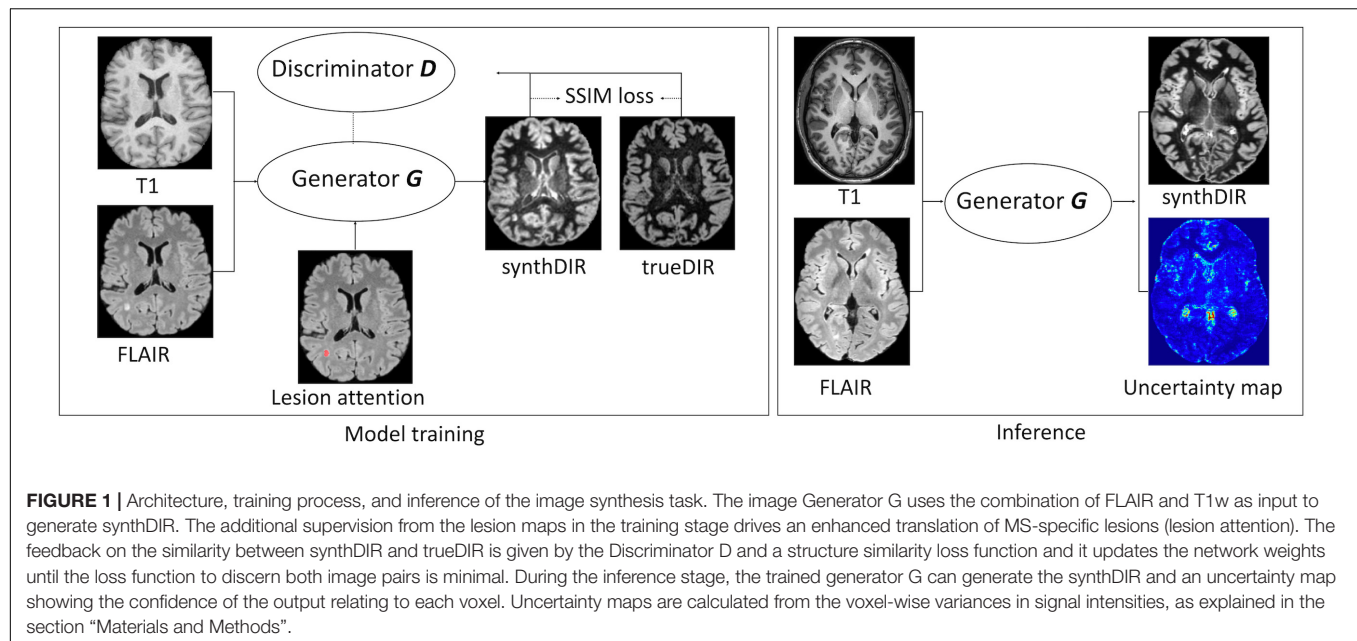 Discriminator D
SSIM loss
T1
Generator G
synthDIR
trueDIR
FLAIR
Lesion attention
Model training
T1
synthDIR
Generator G
FLAIR
Uncertainty map
Inference
FIGURE 1 | Architecture, training process, and inference of the image synthesis task. The image Generator G uses the combination of FLAIR and T1w as input to
generate synthDIR. The additional supervision from the lesion maps in the training stage drives an enhanced translation of MS-specific lesions (lesion attention). The
feedback on the similarity between synthDIR and trueDIR is given by the Discriminator D and a structure similarity loss function and it updates the network weights
until the loss function to discern both image pairs is minimal. During the inference stage, the trained generator G can generate the synthDIR and an uncertainty map
showing the confidence of the output relating to each voxel. Uncertainty maps are calculated from the voxel-wise variances in signal intensities, as explained in the
section “Materials and Methods”.